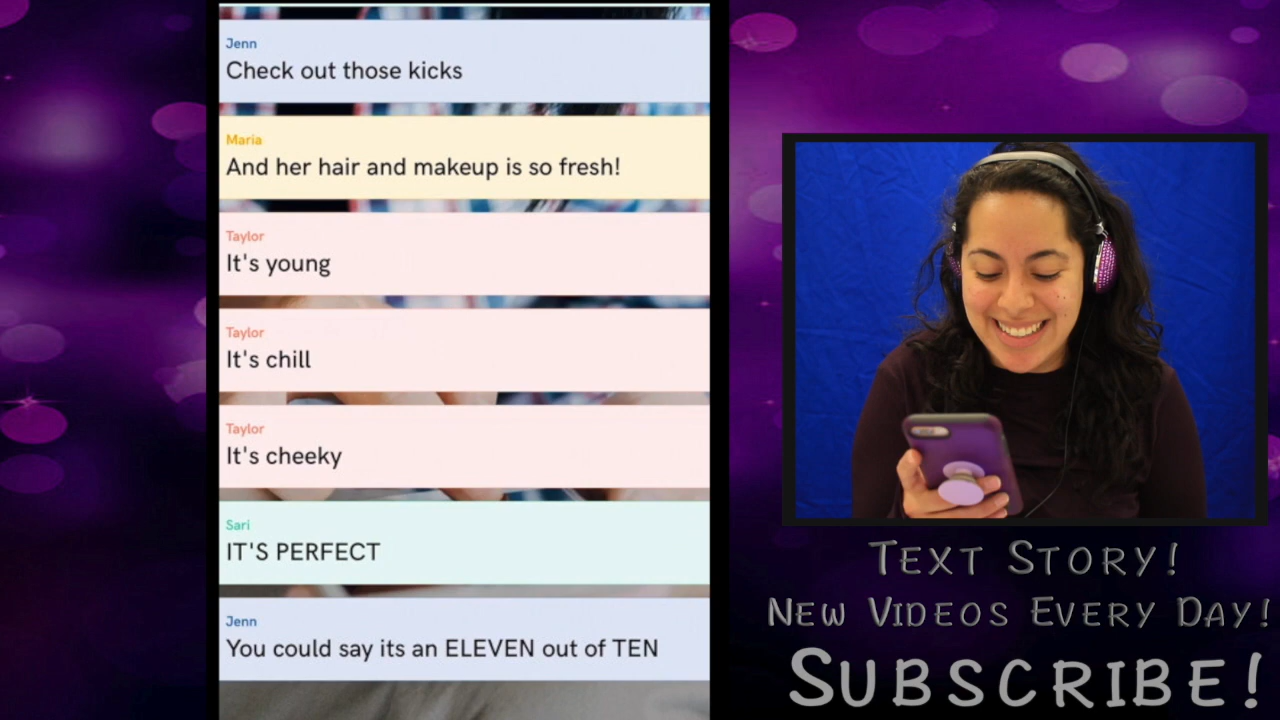 Jenn
Check out those kicks
Maria
And her hair and makeup is so fresh!
Taylor
It's young
Taylor
It's chill
Taylor
It's cheeky
Sari
IT'S PERFECT
Jenn
You could say its an ELEVEN out of TEN
TEXT STORY!
NEW VIDEOS EVERY DAY!
SUBSCRIBE!